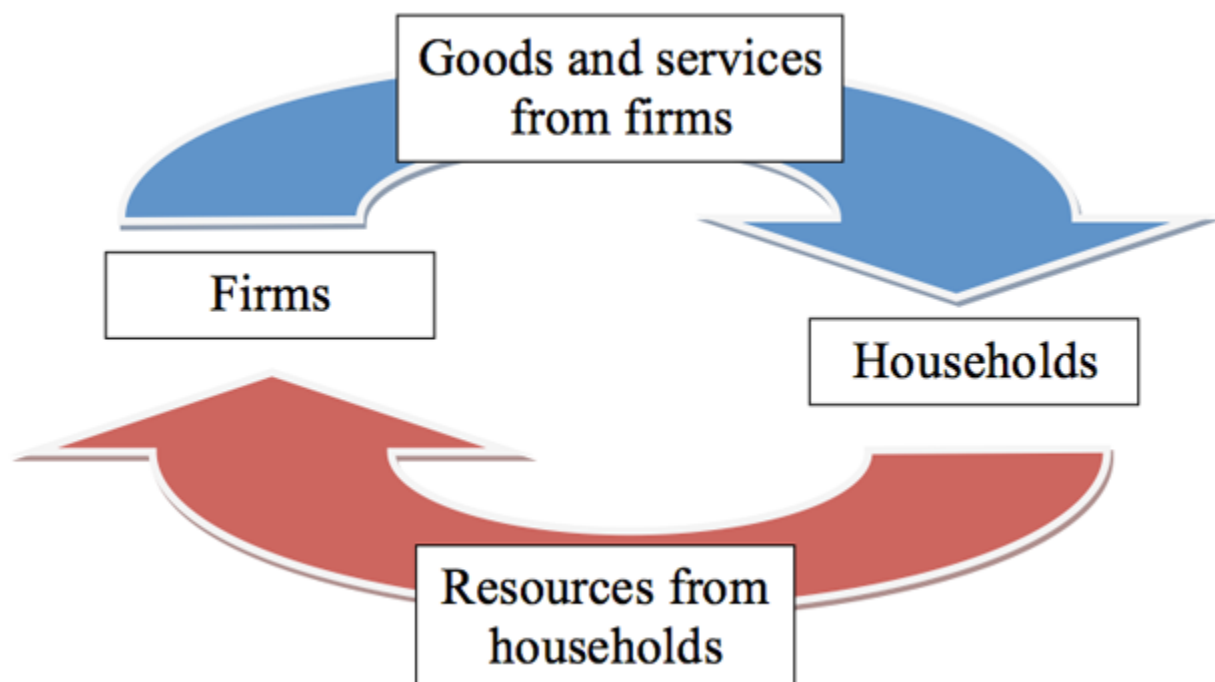 Goods and services
from firms
Firms
Households
Resources from
households